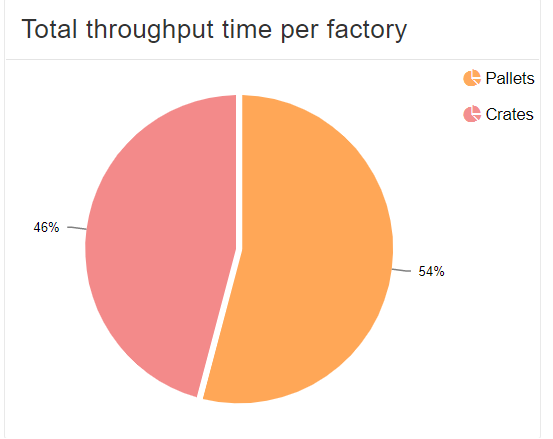 Total throughput time per factory
Pallets
Crates
46%
54%